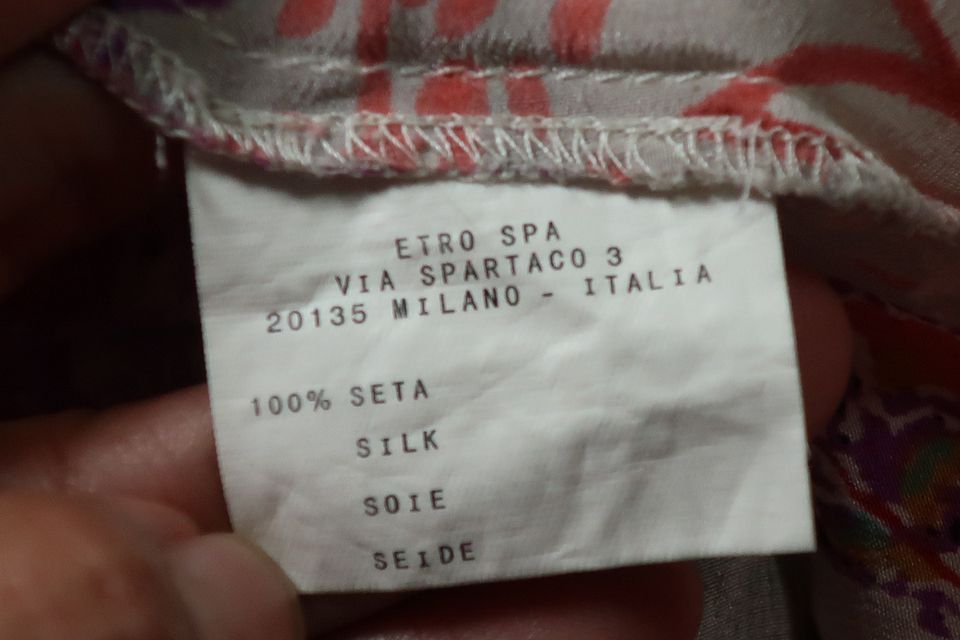 ETRO SPA
VIA SPARTACO 3
20135 MILANO - ITALIA
100% SETA
SILK
SOIE
SEIDE